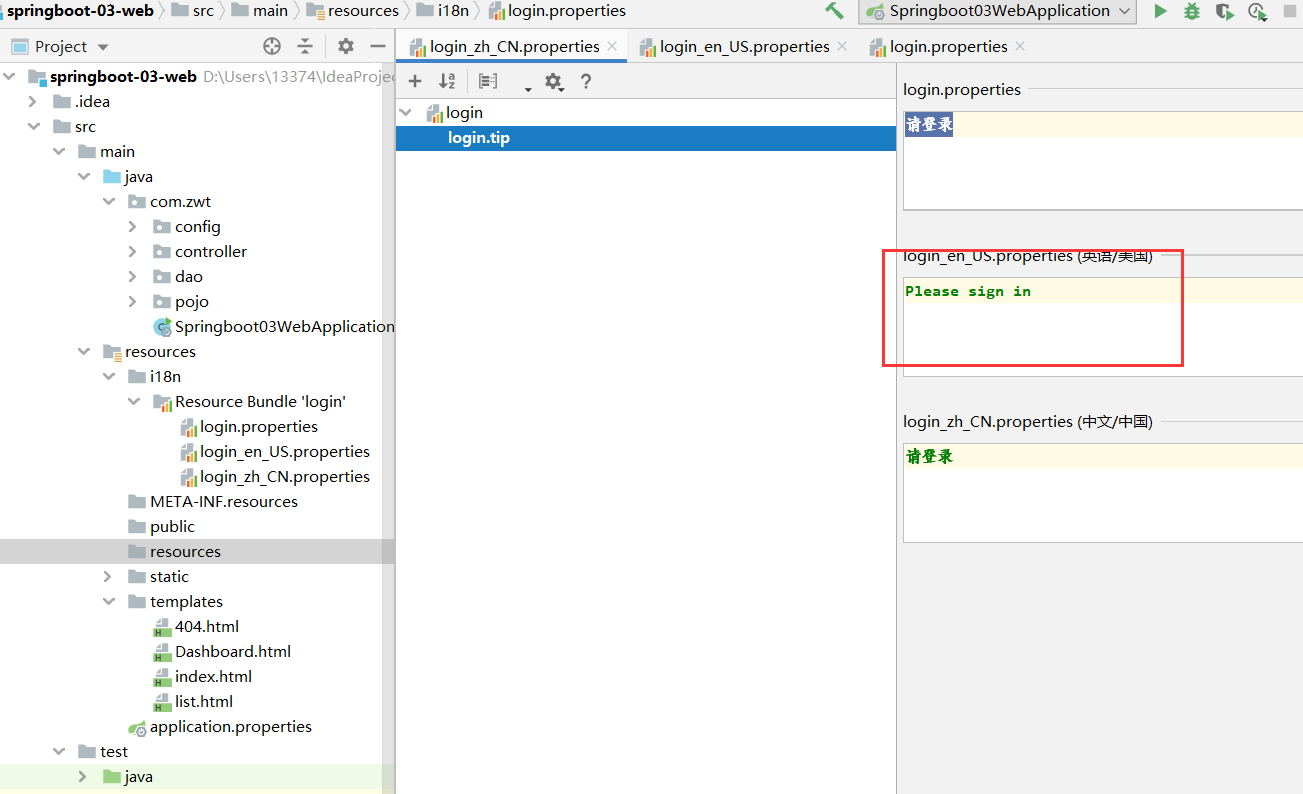 springboot-03-web src main resources i18n login.properties Springboot03WebApplication
Project
login_zh_CN.properties login_en_US.properties login.properties
springboot-03-web D:\Users\13374\IdeaProjec
.idea
src
main
java
com.zwt
config
controller
dao
pojo
Springboot03WebApplication
resources
i18n
Resource Bundle 'login'
login.properties
login_en_US.properties
login_zh_CN.properties
META-INF.resources
public
resources
static
templates
404.html
Dashboard.html
index.html
list.html
application.properties
test
java
login
login.tip
login.properties
请登录
login_en_US.properties (英语/美国)
Please sign in
login_zh_CN.properties (中文/中国)
请登录